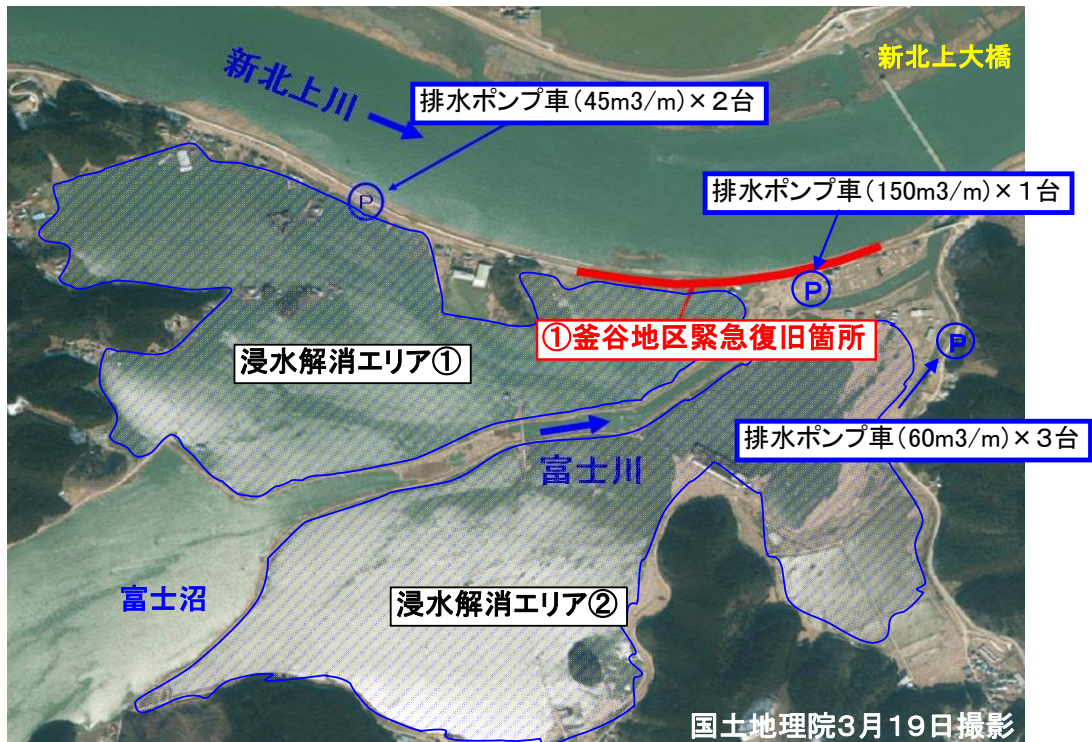 新北上大橋
新北上川
排水ポンプ車(45m3/m)×2台
排水ポンプ車(150m3/m)×1台
P
P
①釜谷地区緊急復旧箇所
P
浸水解消エリア①
排水ポンプ車(60m3/m)×3台
富士川
富士沼
浸水解消エリア②
国土地理院3月19日撮影